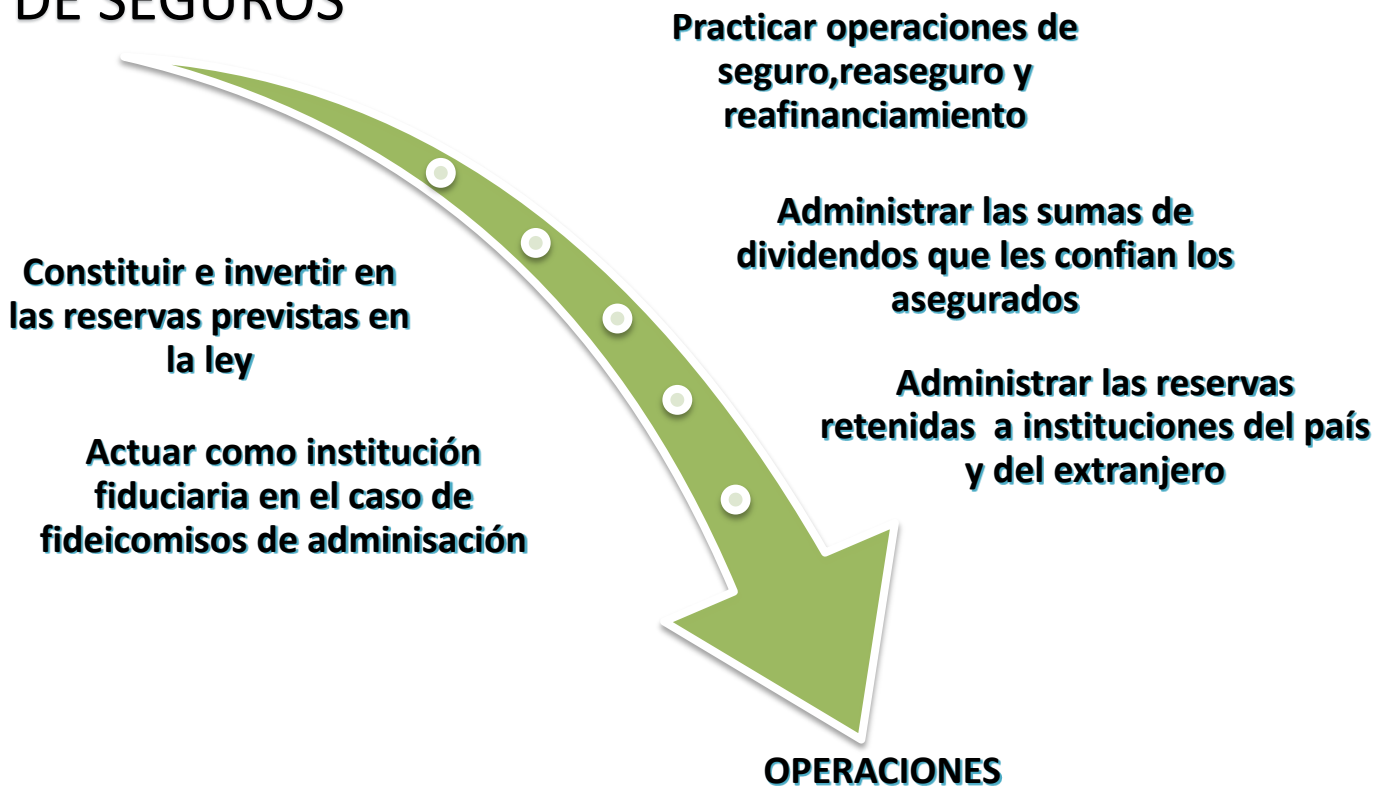 DE SEGUROS
Practicar operaciones de
seguro,reaseguro y
reafinanciamiento
Administrar las sumas de
dividendos que les confian los
asegurados
Constituir e invertir en
las reservas previstas en
la ley
Administrar las reservas
retenidas a instituciones del país
y del extranjero
Actuar como institución
fiduciaria en el caso de
fideicomisos de adminisación
OPERACIONES